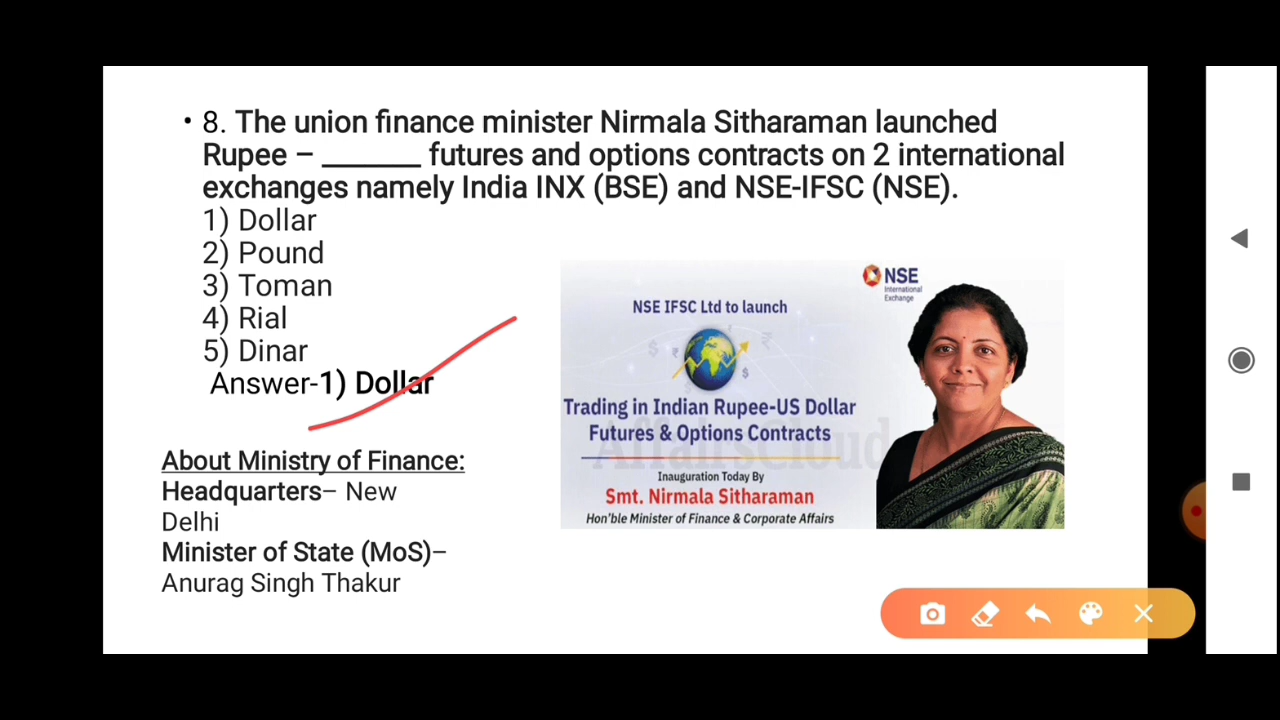 • 8. The union finance minister Nirmala Sitharaman launched
Rupee – _______ futures and options contracts on 2 international
exchanges namely India INX (BSE) and NSE-IFSC (NSE).
1) Dollar
2) Pound
3) Toman
4) Rial
5) Dinar
Answer-1) Dollar
About Ministry of Finance:
Headquarters– New
Delhi
Minister of State (MoS)–
Anurag Singh Thakur
NSE
International
Exchange
NSE IFSC Ltd to launch
Trading in Indian Rupee-US Dollar
Futures & Options Contracts
AffairsCloud
Inauguration Today By
Smt. Nirmala Sitharaman
Hon'ble Minister of Finance & Corporate Affairs